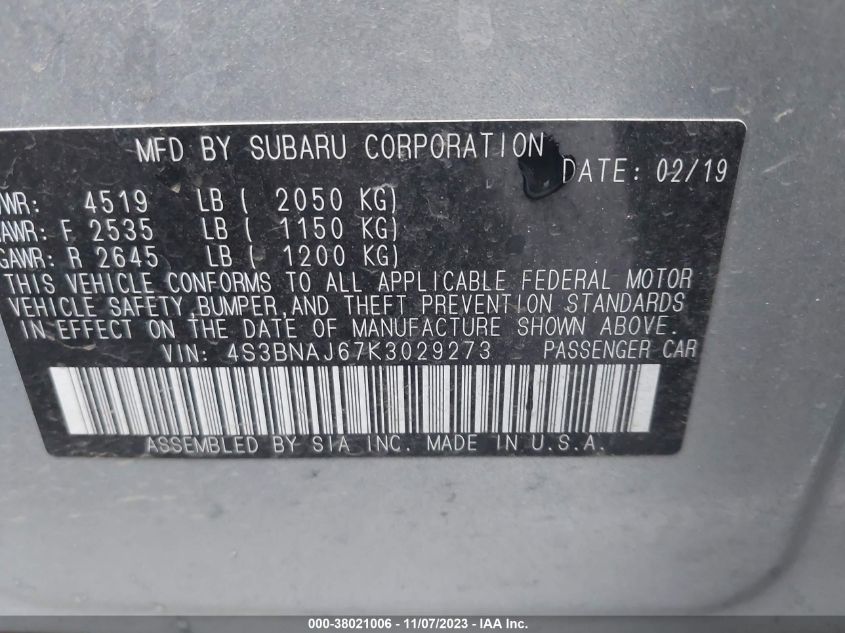 MFD BY SUBARU CORPORATION
DATE: 02/19
WR: 4519 LB ( 2050 KG)
AWR: F 2535 LB ( 1150 KG)
GAWR: R 2645 LB ( 1200 KG)
THIS VEHICLE CONFORMS TO ALL APPLICABLE FEDERAL MOTOR
VEHICLE SAFETY, BUMPER, AND THEFT PREVENTION STANDARDS
IN EFFECT ON THE DATE OF MANUFACTURE SHOWN ABOVE.
VIN: 4S3BNAJ67K3029273 PASSENGER CAR
ASSEMBLED BY SIA INC. MADE IN U.S.A.
000-38021006 - 11/07/2023 - IAA Inc.